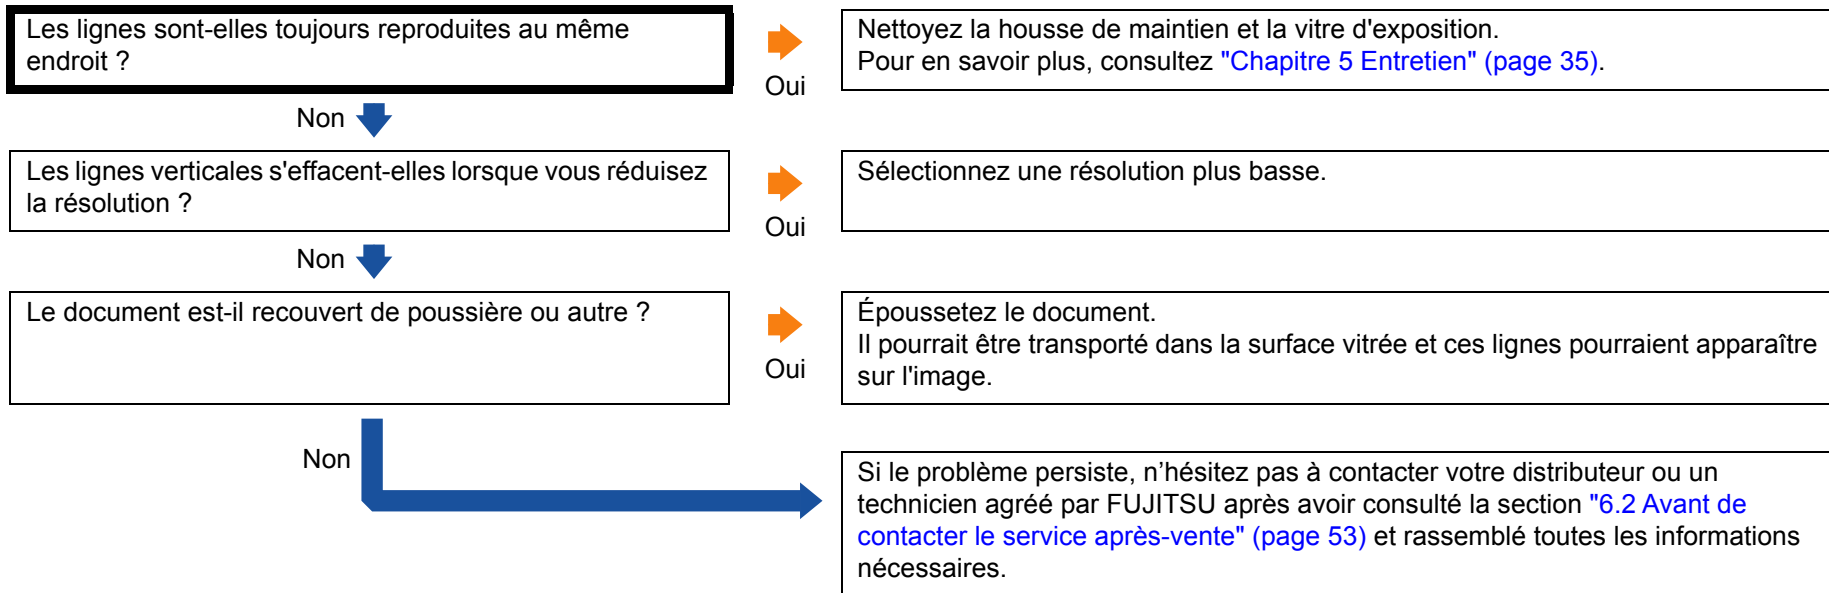 Les lignes sont-elles toujours reproduites au même
endroit ?
Oui
Nettoyez la housse de maintien et la vitre d'exposition.
Pour en savoir plus, consultez "Chapitre 5 Entretien" (page 35).
Non
Les lignes verticales s'effacent-elles lorsque vous réduisez
la résolution ?
Oui
Sélectionnez une résolution plus basse.
Non
Le document est-il recouvert de poussière ou autre ?
Oui
Époussetez le document.
Il pourrait être transporté dans la surface vitrée et ces lignes pourraient apparaître
sur l'image.
Non
Si le problème persiste, n’hésitez pas à contacter votre distributeur ou un
technicien agréé par FUJITSU après avoir consulté la section "6.2 Avant de
contacter le service après-vente" (page 53) et rassemblé toutes les informations
nécessaires.